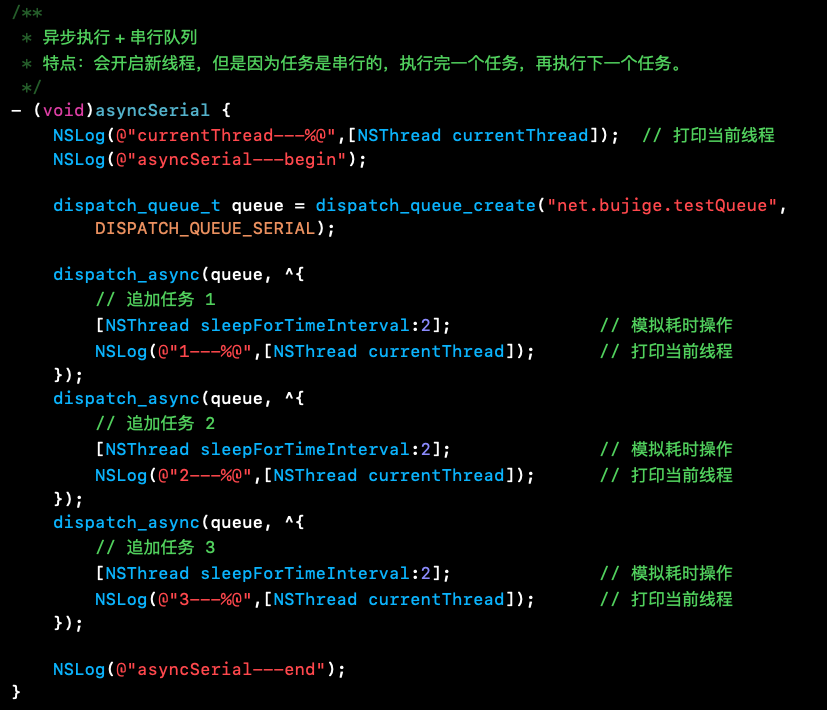 /**
 * 异步执行 + 串行队列
 * 特点：会开启新线程，但是因为任务是串行的，执行完一个任务，再执行下一个任务。
 */
- (void)asyncSerial {
    NSLog(@"currentThread---%@",[NSThread currentThread]);  // 打印当前线程
    NSLog(@"asyncSerial---begin");
    dispatch_queue_t queue = dispatch_queue_create("net.bujige.testQueue",
        DISPATCH_QUEUE_SERIAL);
    dispatch_async(queue, ^{
        // 追加任务 1
        [NSThread sleepForTimeInterval:2];              // 模拟耗时操作
        NSLog(@"1---%@",[NSThread currentThread]);      // 打印当前线程
    });
    dispatch_async(queue, ^{
        // 追加任务 2
        [NSThread sleepForTimeInterval:2];              // 模拟耗时操作
        NSLog(@"2---%@",[NSThread currentThread]);      // 打印当前线程
    });
    dispatch_async(queue, ^{
        // 追加任务 3
        [NSThread sleepForTimeInterval:2];              // 模拟耗时操作
        NSLog(@"3---%@",[NSThread currentThread]);      // 打印当前线程
    });
    NSLog(@"asyncSerial---end");
}